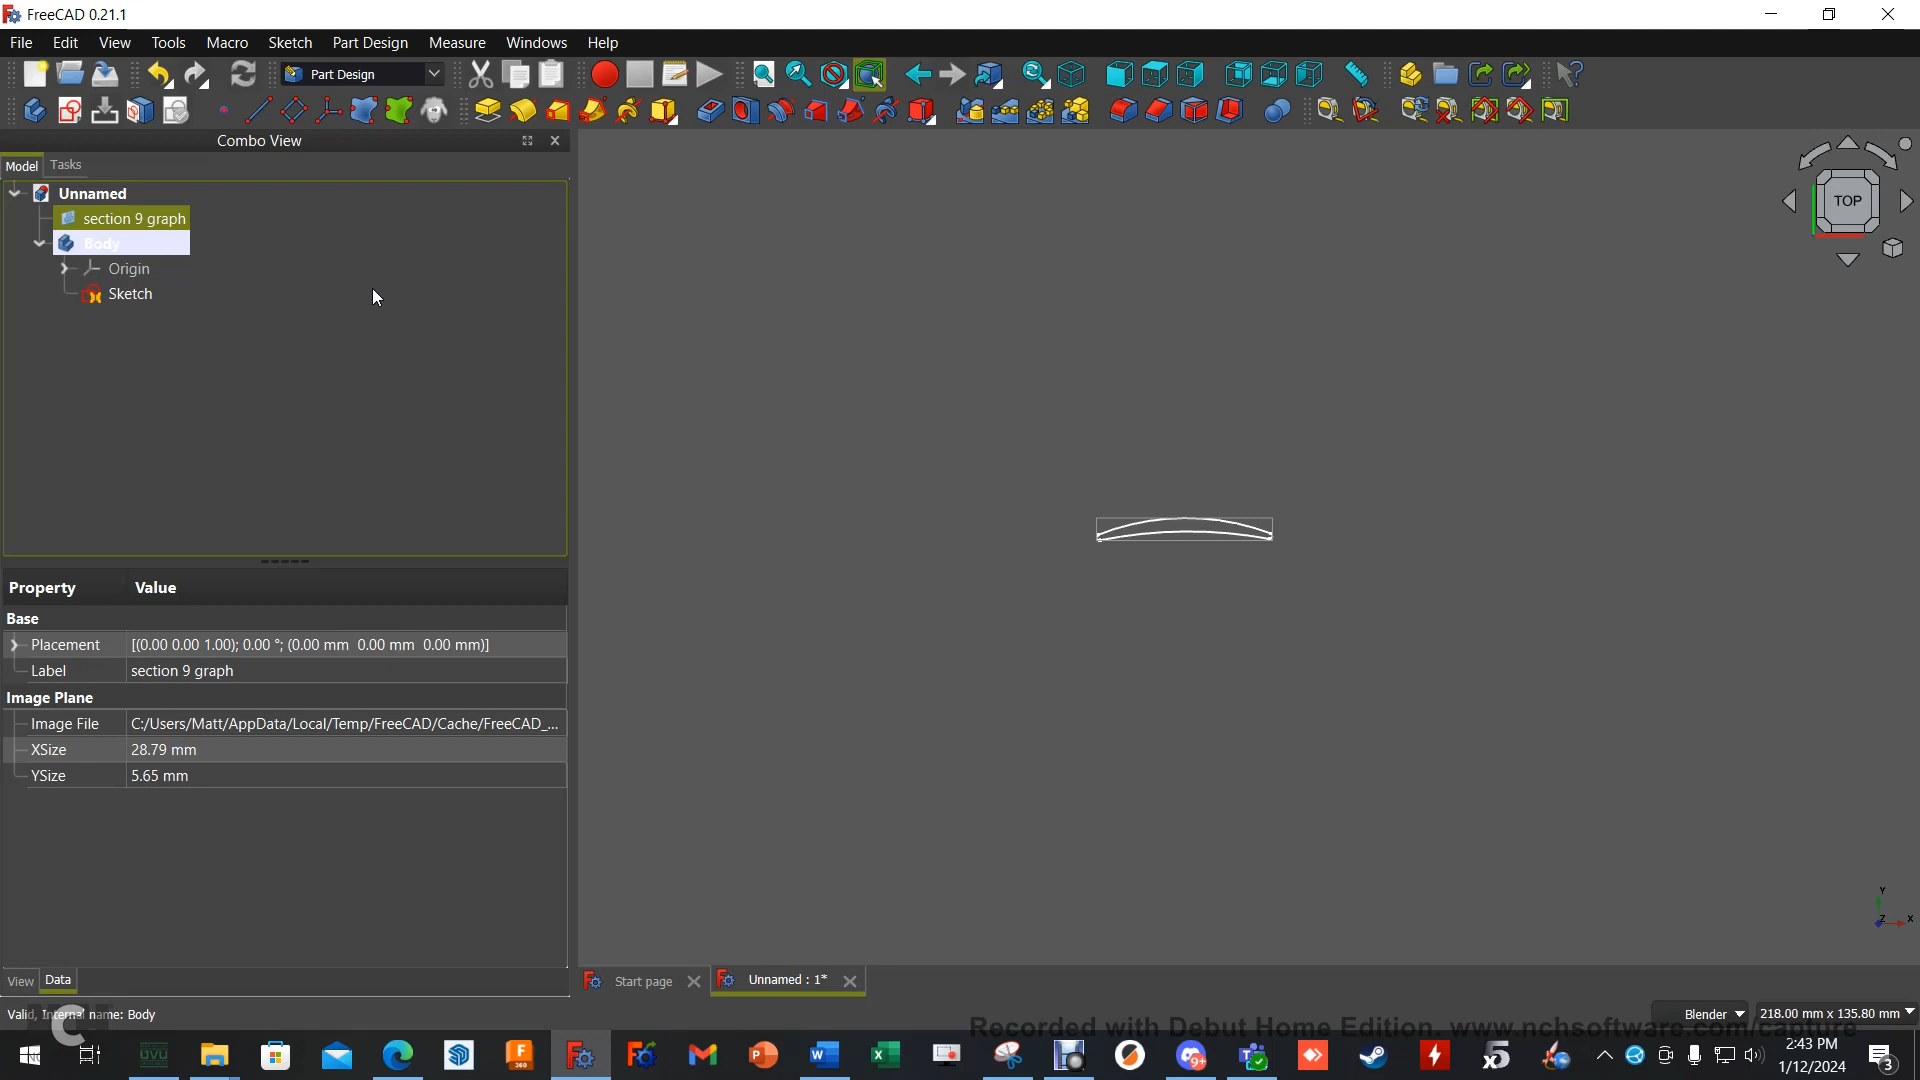 FreeCAD 0.21.1
File Edit View Tools Macro Sketch Part Design Measure Windows Help
Part Design
Combo View
Model Tasks
Unnamed
section 9 graph
Body
Origin
Sketch
TOP
Property Value
Base
Placement [(0.00 0.00 1.00); 0.00 °; (0.00 mm 0.00 mm 0.00 mm)]
Label section 9 graph
Image Plane
Image File C:/Users/Matt/AppData/Local/Temp/FreeCAD/Cache/FreeCAD_...
XSize 28.79 mm
YSize 5.65 mm
Y
Z X
View Data
Start page
Unnamed : 1*
Valid, Internal name: Body
Blender 218.00 mm x 135.80 mm
Recorded with Debut Home Edition. www.nchsoftware.com/capture
UVU
F
360
9+
x5
2:43 PM
1/12/2024
3